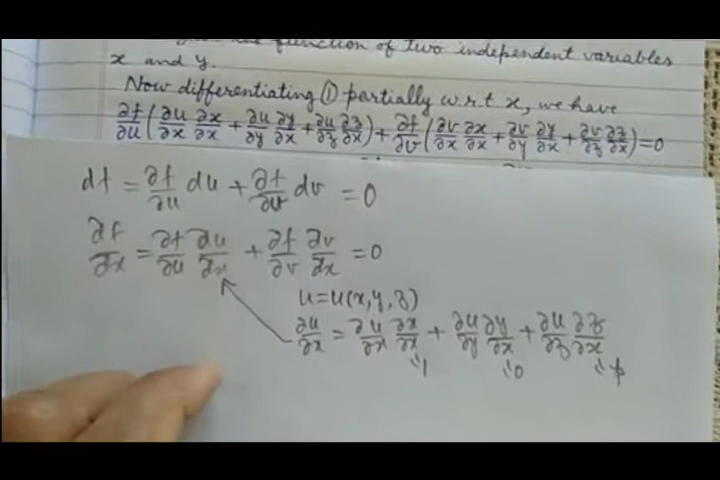 function of two independent variables
x and y.
Now differentiating ① partially w.r.t x, we have
∂f/∂u (∂u/∂x ∂x/∂x + ∂u/∂y ∂y/∂x + ∂u/∂z ∂z/∂x) + ∂f/∂v (∂v/∂x ∂x/∂x + ∂v/∂y ∂y/∂x + ∂v/∂z ∂z/∂x) = 0
df = ∂f/∂u du + ∂f/∂v dv = 0
∂f/∂x = ∂f/∂u ∂u/∂x + ∂f/∂v ∂v/∂x = 0
u = u(x, y, z)
∂u/∂x = ∂u/∂x ∂x/∂x + ∂u/∂y ∂y/∂x + ∂u/∂z ∂z/∂x
=1 =0 =p